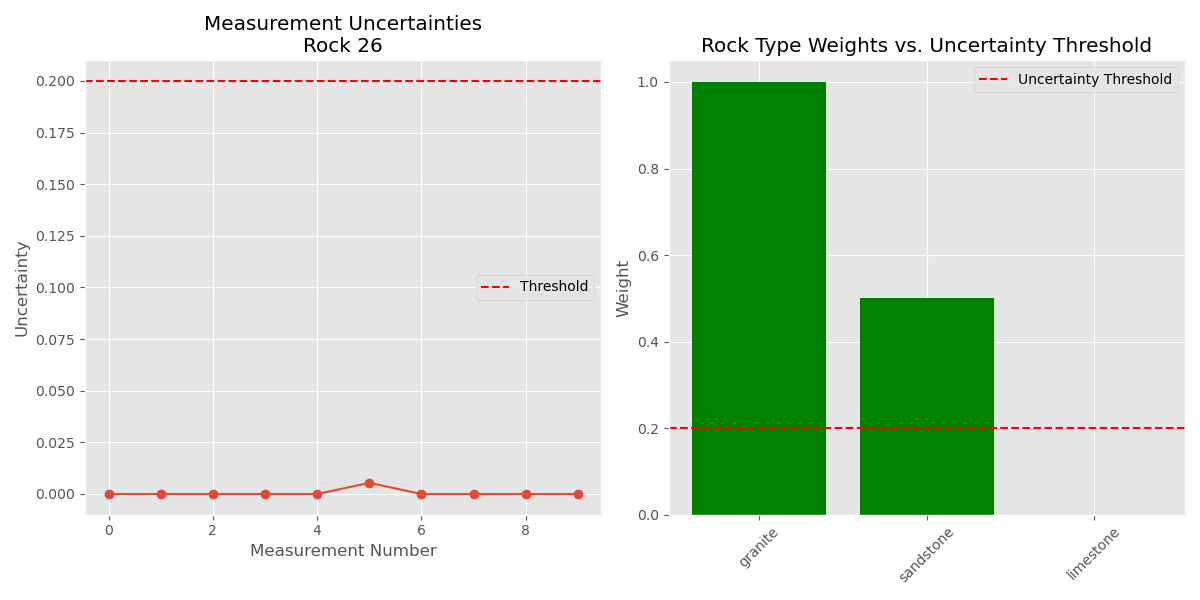 Measurement Uncertainties
Rock 26
0.200
0.175
0.150
0.125
0.100
0.075
0.050
0.025
0.000
Uncertainty
Threshold
0
2
4
6
8
Measurement Number
Rock Type Weights vs. Uncertainty Threshold
1.0
0.8
0.6
0.4
0.2
0.0
Weight
Uncertainty Threshold
granite
sandstone
limestone